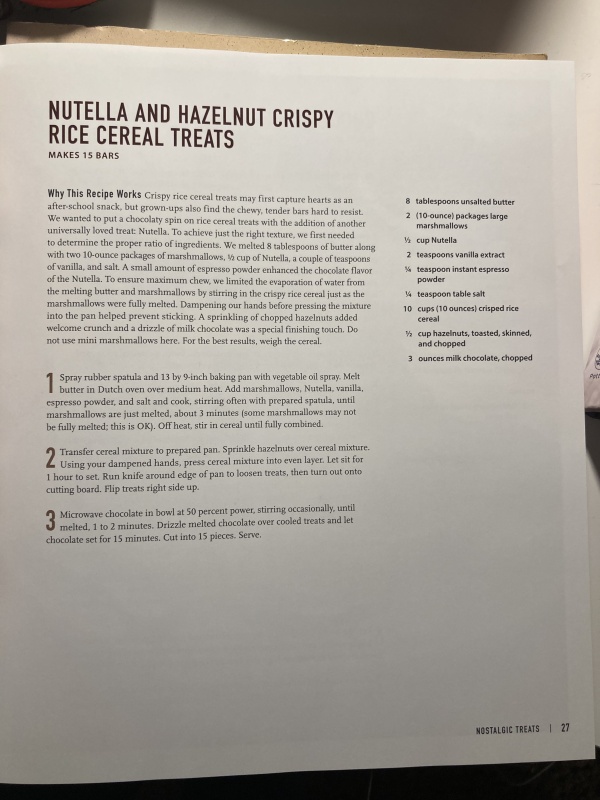 NUTELLA AND HAZELNUT CRISPY
RICE CEREAL TREATS
MAKES 15 BARS
Why This Recipe Works Crispy rice cereal treats may first capture hearts as an
after-school snack, but grown-ups also find the chewy, tender bars hard to resist.
We wanted to put a chocolaty spin on rice cereal treats with the addition of another
universally loved treat: Nutella. To achieve just the right texture, we first needed
to determine the proper ratio of ingredients. We melted 8 tablespoons of butter along
with two 10-ounce packages of marshmallows, ½ cup of Nutella, a couple of teaspoons
of vanilla, and salt. A small amount of espresso powder enhanced the chocolate flavor
of the Nutella. To ensure maximum chew, we limited the evaporation of water from
the melting butter and marshmallows by stirring in the crispy rice cereal just as the
marshmallows were fully melted. Dampening our hands before pressing the mixture
into the pan helped prevent sticking. A sprinkling of chopped hazelnuts added
welcome crunch and a drizzle of milk chocolate was a special finishing touch. Do
not use mini marshmallows here. For the best results, weigh the cereal.
1 Spray rubber spatula and 13 by 9-inch baking pan with vegetable oil spray. Melt
butter in Dutch oven over medium heat. Add marshmallows, Nutella, vanilla,
espresso powder, and salt and cook, stirring often with prepared spatula, until
marshmallows are just melted, about 3 minutes (some marshmallows may not
be fully melted; this is OK). Off heat, stir in cereal until fully combined.
2 Transfer cereal mixture to prepared pan. Sprinkle hazelnuts over cereal mixture.
Using your dampened hands, press cereal mixture into even layer. Let sit for
1 hour to set. Run knife around edge of pan to loosen treats, then turn out onto
cutting board. Flip treats right side up.
3 Microwave chocolate in bowl at 50 percent power, stirring occasionally, until
melted, 1 to 2 minutes. Drizzle melted chocolate over cooled treats and let
chocolate set for 15 minutes. Cut into 15 pieces. Serve.
8 tablespoons unsalted butter
2 (10-ounce) packages large
marshmallows
½ cup Nutella
2 teaspoons vanilla extract
¾ teaspoon instant espresso
powder
¼ teaspoon table salt
10 cups (10 ounces) crisped rice
cereal
½ cup hazelnuts, toasted, skinned,
and chopped
3 ounces milk chocolate, chopped
NOSTALGIC TREATS | 27